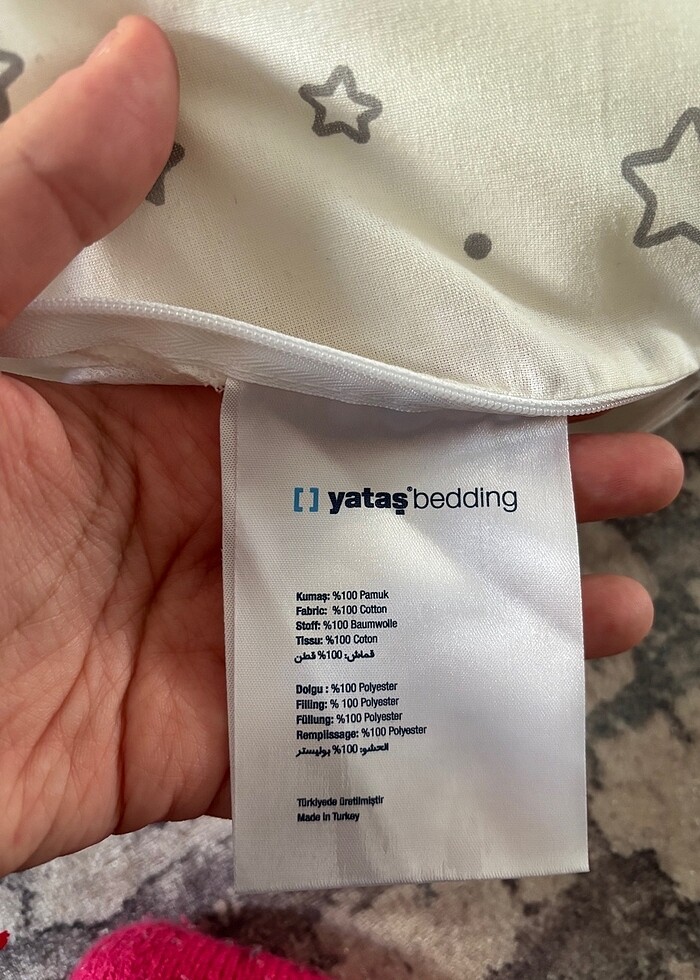 [ ] yataş® bedding
Kumaş: %100 Pamuk
Fabric: %100 Cotton
Stoff: %100 Baumwolle
Tissu: %100 Coton
قماش: 100% قطن
Dolgu : %100 Polyester
Filling: % 100 Polyester
Füllung: %100 Polyester
Remplissage: %100 Polyester
الحشو: 100% بوليستر
Türkiyede üretilmiştir
Made in Turkey